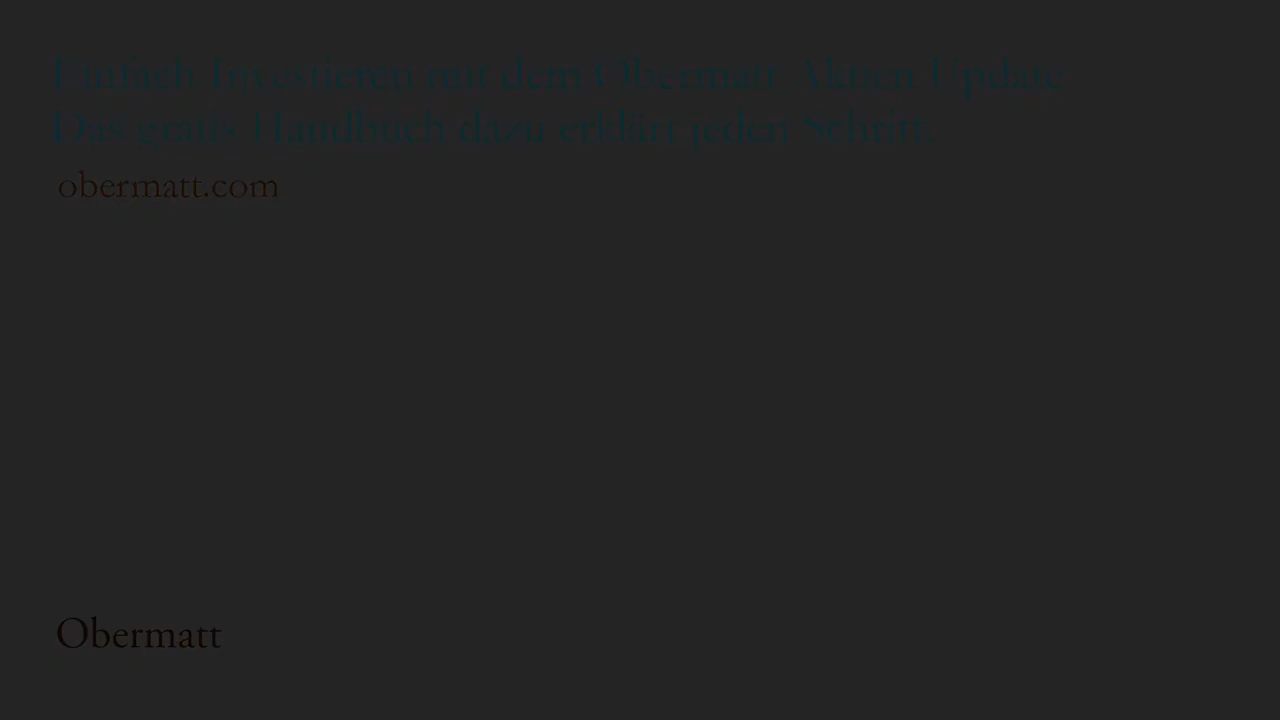 Einfach Investieren mit dem Obermatt Aktien Update
Das gratis Handbuch dazu erklärt jeden Schritt.
obermatt.com
Obermatt